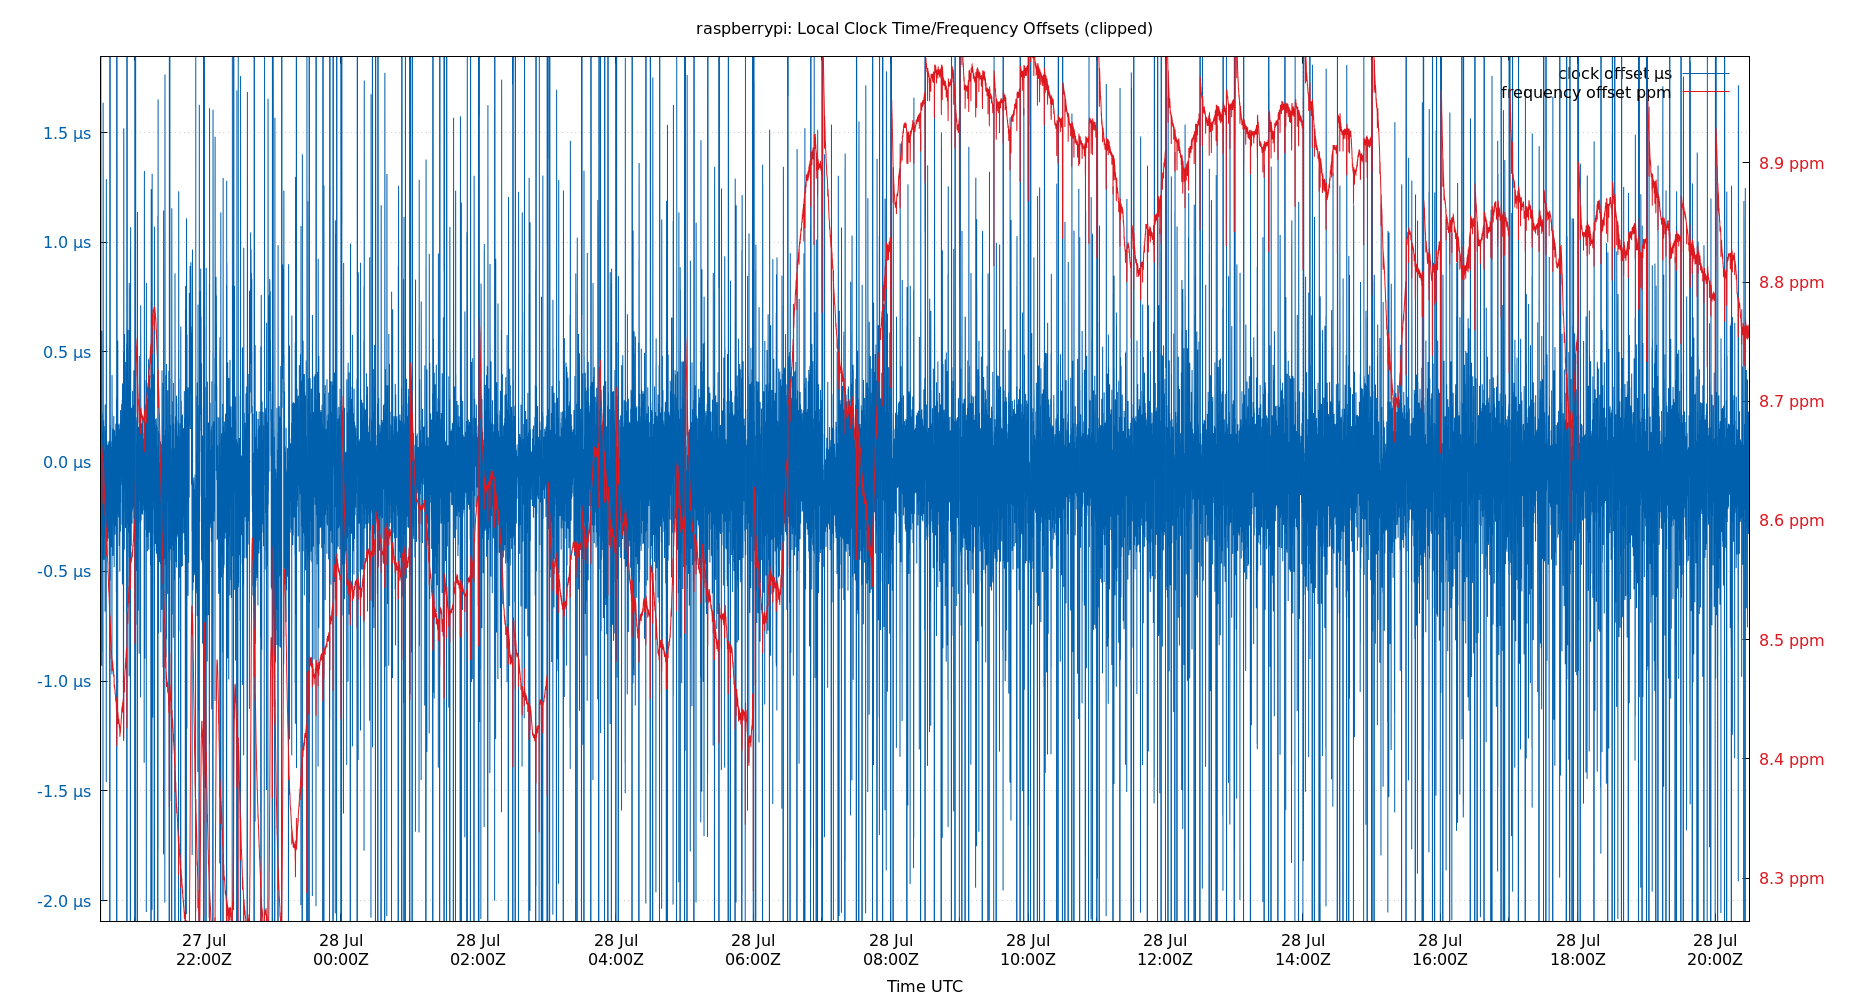 raspberrypi: Local Clock Time/Frequency Offsets (clipped)
clock offset µs
frequency offset ppm
1.5 µs
1.0 µs
0.5 µs
0.0 µs
-0.5 µs
-1.0 µs
-1.5 µs
-2.0 µs
8.9 ppm
8.8 ppm
8.7 ppm
8.6 ppm
8.5 ppm
8.4 ppm
8.3 ppm
27 Jul 28 Jul 28 Jul 28 Jul 28 Jul 28 Jul 28 Jul 28 Jul 28 Jul 28 Jul 28 Jul 28 Jul
22:00Z 00:00Z 02:00Z 04:00Z 06:00Z 08:00Z 10:00Z 12:00Z 14:00Z 16:00Z 18:00Z 20:00Z
Time UTC